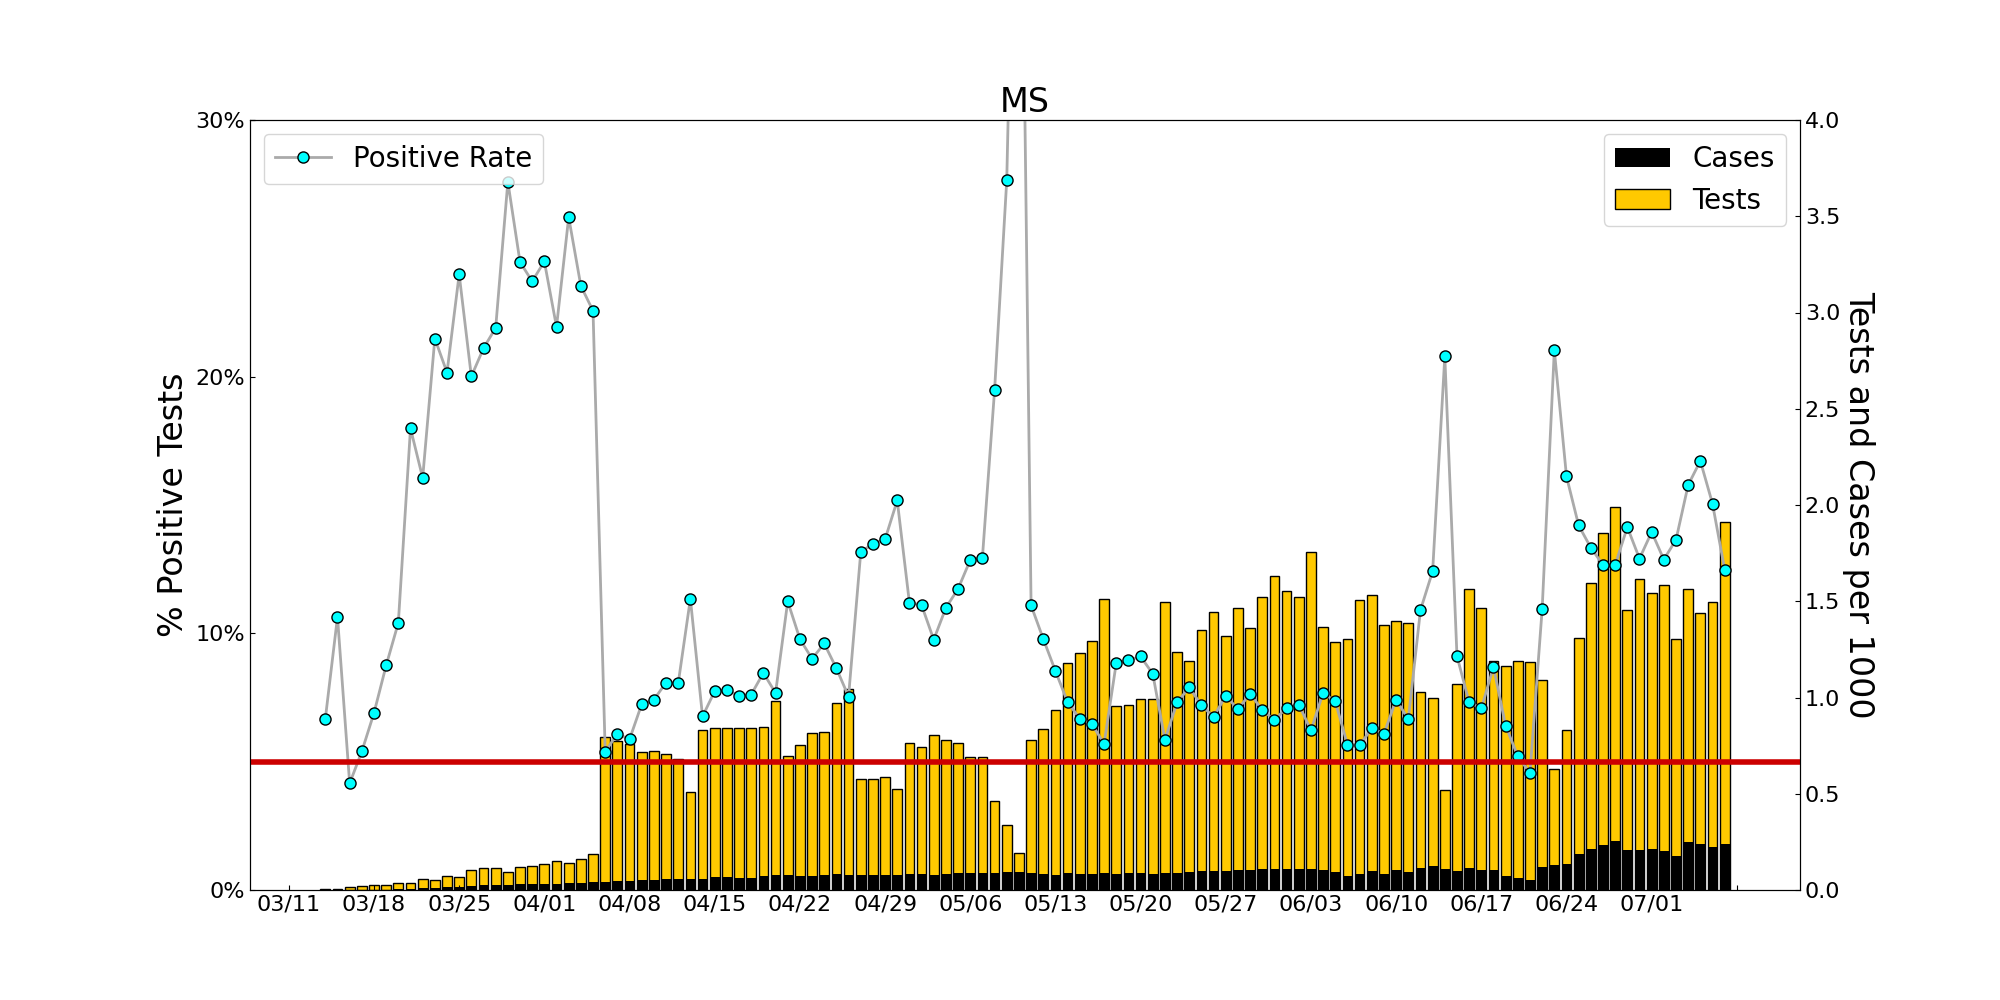 MS
Positive Rate
Cases
Tests
% Positive Tests
30%
20%
10%
0%
Tests and Cases per 1000
4.0
3.5
3.0
2.5
2.0
1.5
1.0
0.5
0.0
03/11 03/18 03/25 04/01 04/08 04/15 04/22 04/29 05/06 05/13 05/20 05/27 06/03 06/10 06/17 06/24 07/01